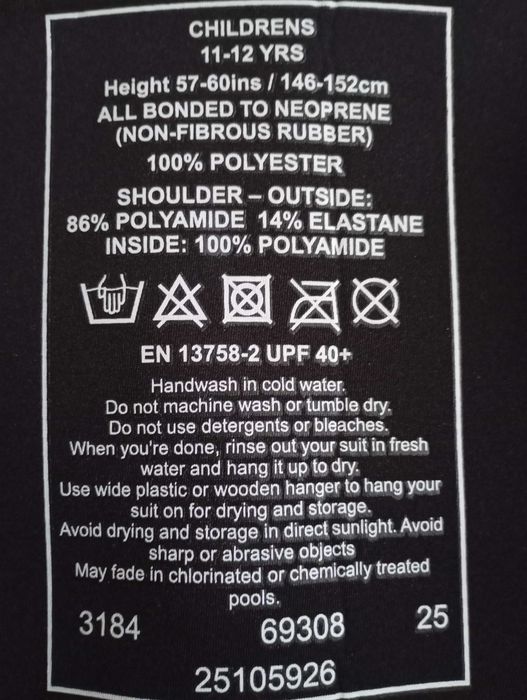 CHILDRENS
11-12 YRS
Height 57-60ins / 146-152cm
ALL BONDED TO NEOPRENE
(NON-FIBROUS RUBBER)
100% POLYESTER
SHOULDER – OUTSIDE:
86% POLYAMIDE 14% ELASTANE
INSIDE: 100% POLYAMIDE
EN 13758-2 UPF 40+
Handwash in cold water.
Do not machine wash or tumble dry.
Do not use detergents or bleaches.
When you're done, rinse out your suit in fresh
water and hang it up to dry.
Use wide plastic or wooden hanger to hang your
suit on for drying and storage.
Avoid drying and storage in direct sunlight. Avoid
sharp or abrasive objects
May fade in chlorinated or chemically treated
pools.
3184 69308 25
25105926